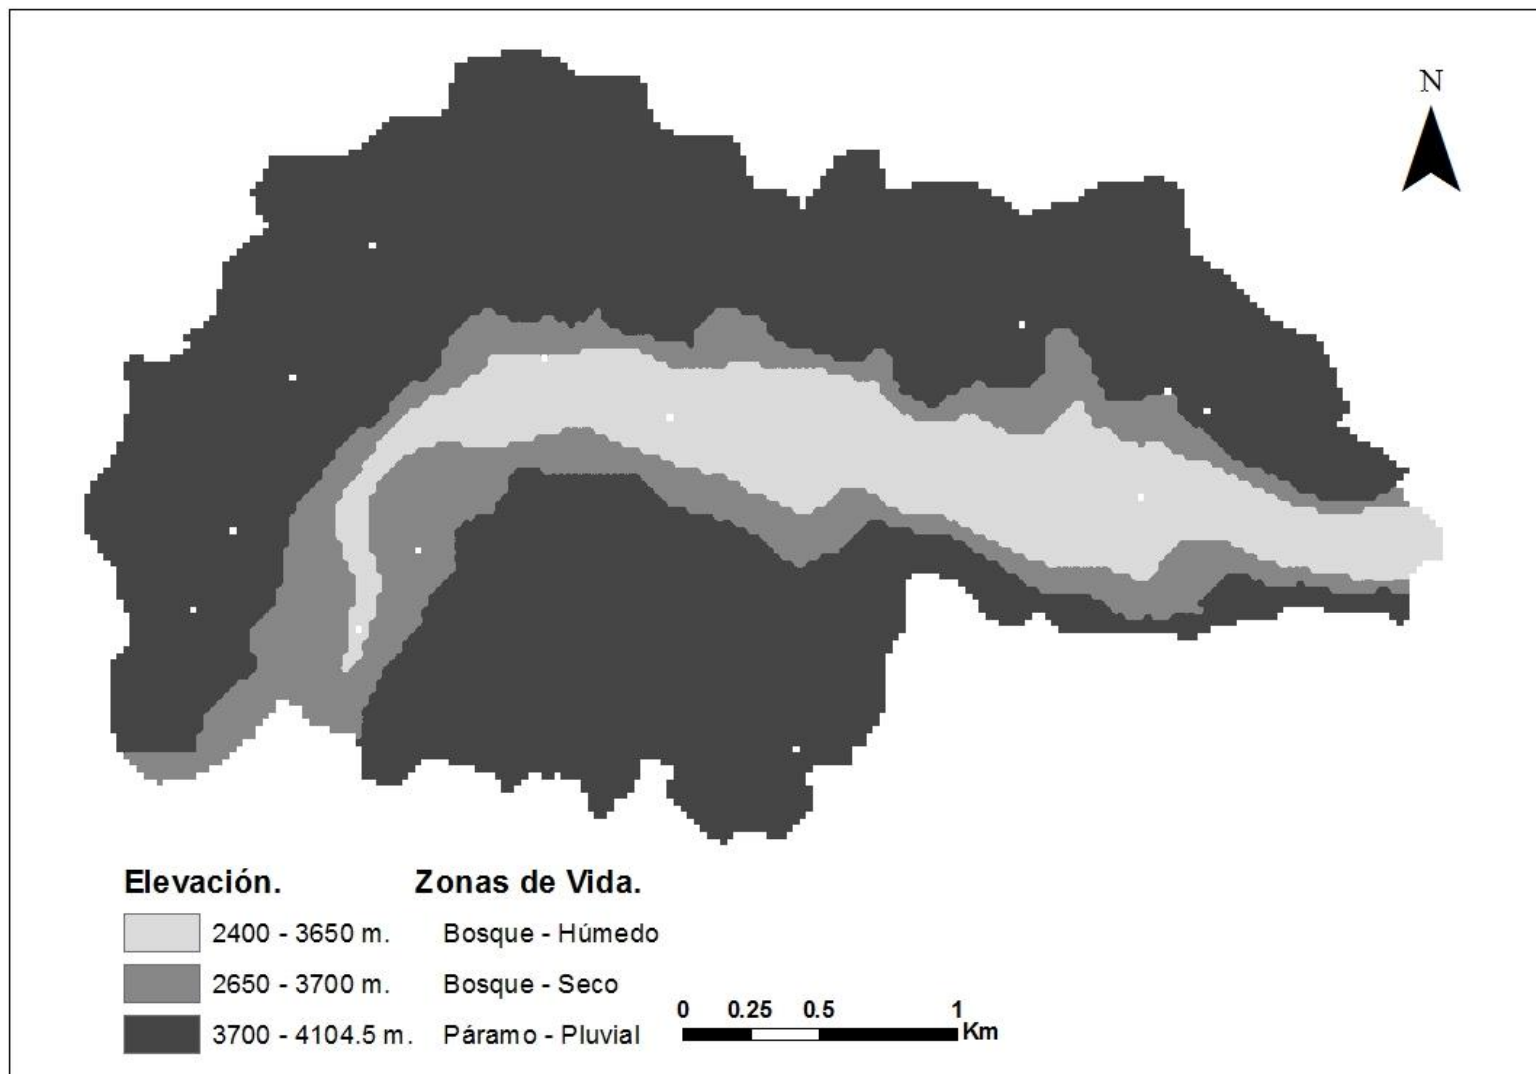 N
Elevación. Zonas de Vida.
2400 - 3650 m. Bosque - Húmedo
2650 - 3700 m. Bosque - Seco
3700 - 4104.5 m. Páramo - Pluvial
0 0.25 0.5 1
Km